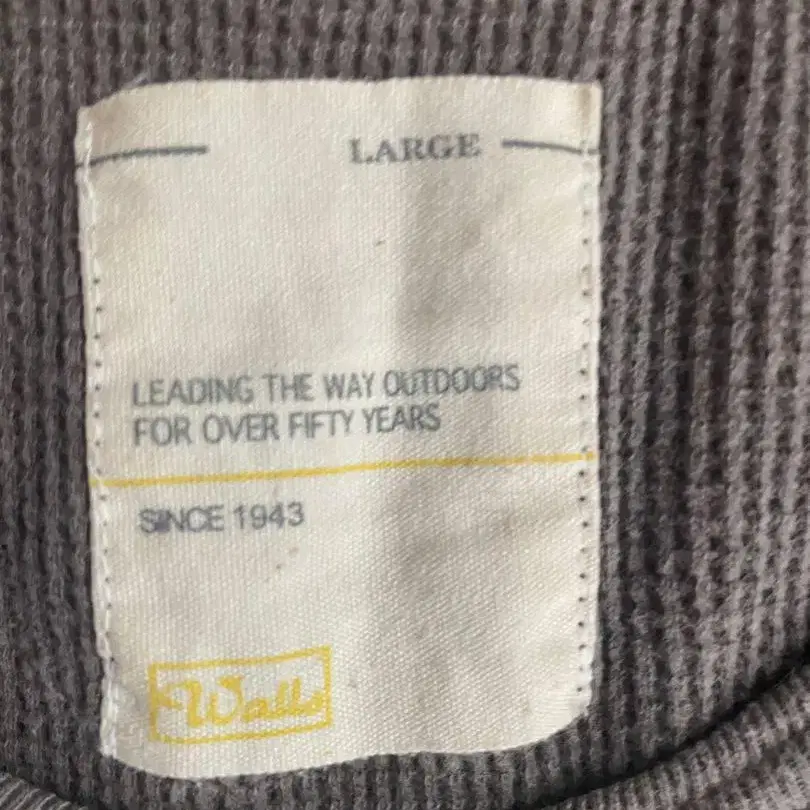 LARGE
LEADING THE WAY OUTDOORS
FOR OVER FIFTY YEARS
SINCE 1943
Walls